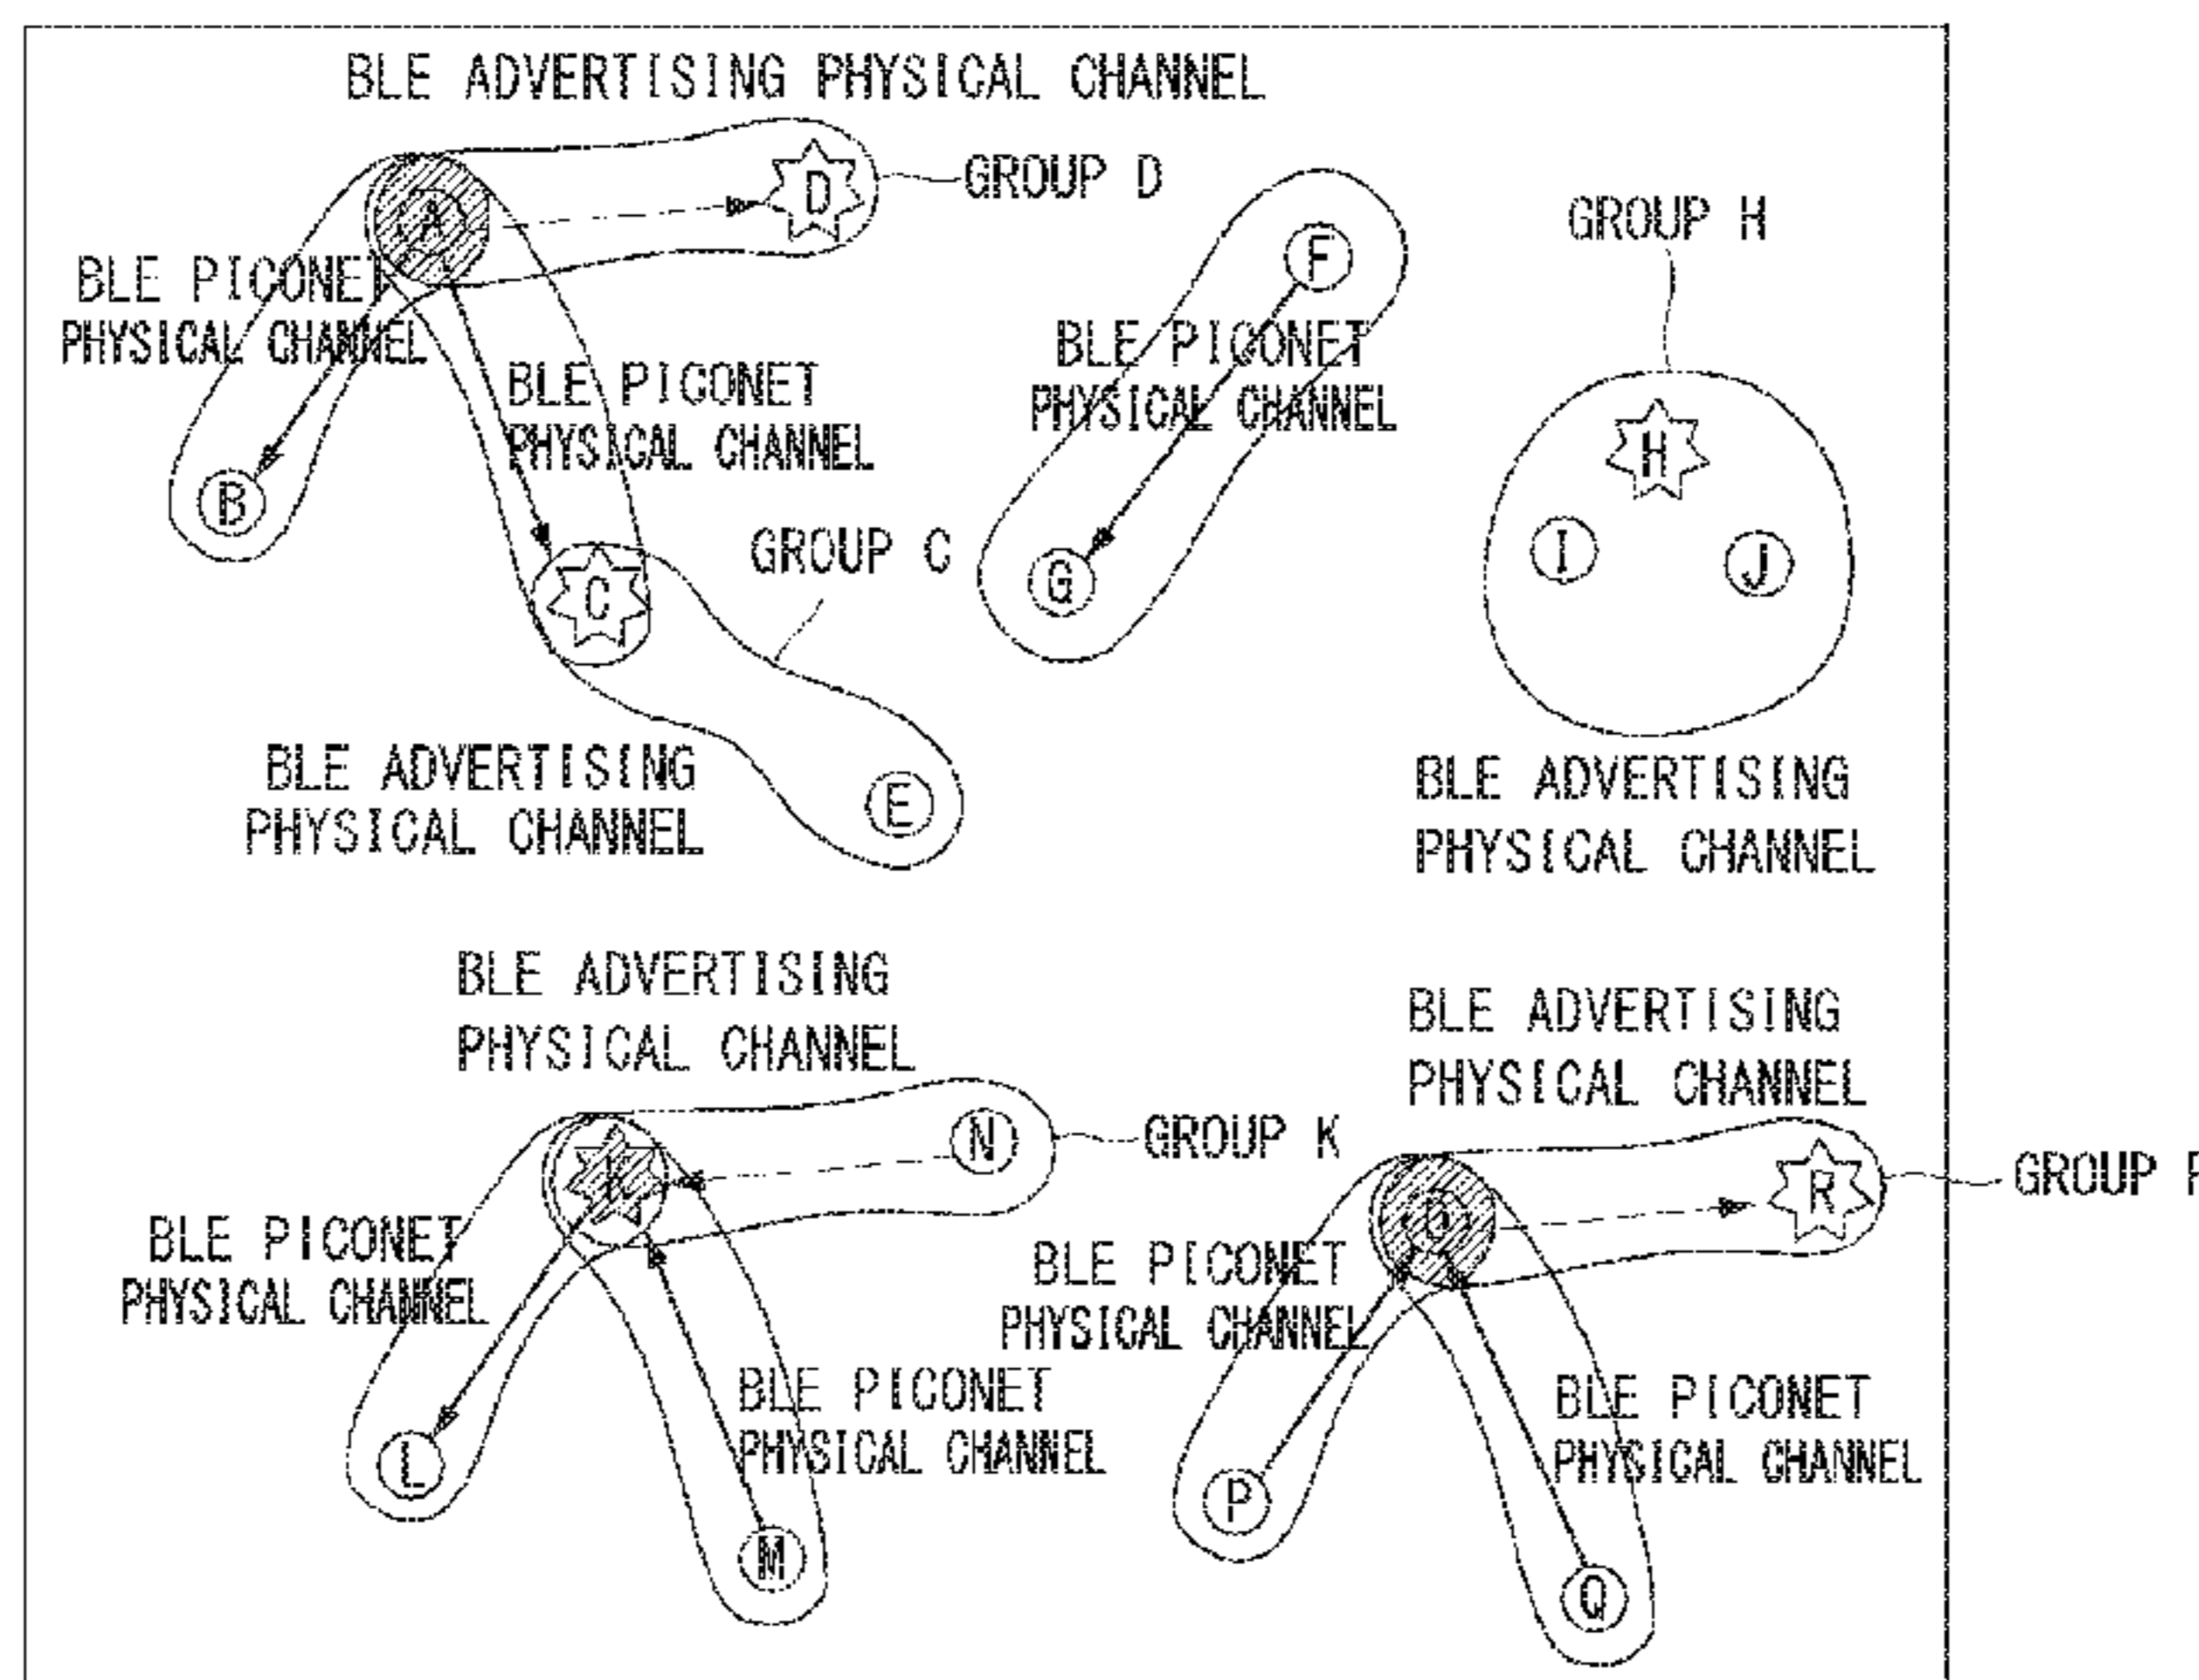 BLE ADVERTISING PHYSICAL CHANNEL
A
D
GROUP D
BLE PICONET
PHYSICAL CHANNEL
BLE PICONET
PHYSICAL CHANNEL
B
C
GROUP C
E
BLE ADVERTISING
PHYSICAL CHANNEL
F
BLE PICONET
PHYSICAL CHANNEL
G
GROUP H
H
I
J
BLE ADVERTISING
PHYSICAL CHANNEL
BLE ADVERTISING
PHYSICAL CHANNEL
K
N
GROUP K
BLE PICONET
PHYSICAL CHANNEL
BLE PICONET
PHYSICAL CHANNEL
L
M
BLE ADVERTISING
PHYSICAL CHANNEL
R
GROUP
BLE PICONET
PHYSICAL CHANNEL
BLE PICONET
PHYSICAL CHANNEL
P
Q